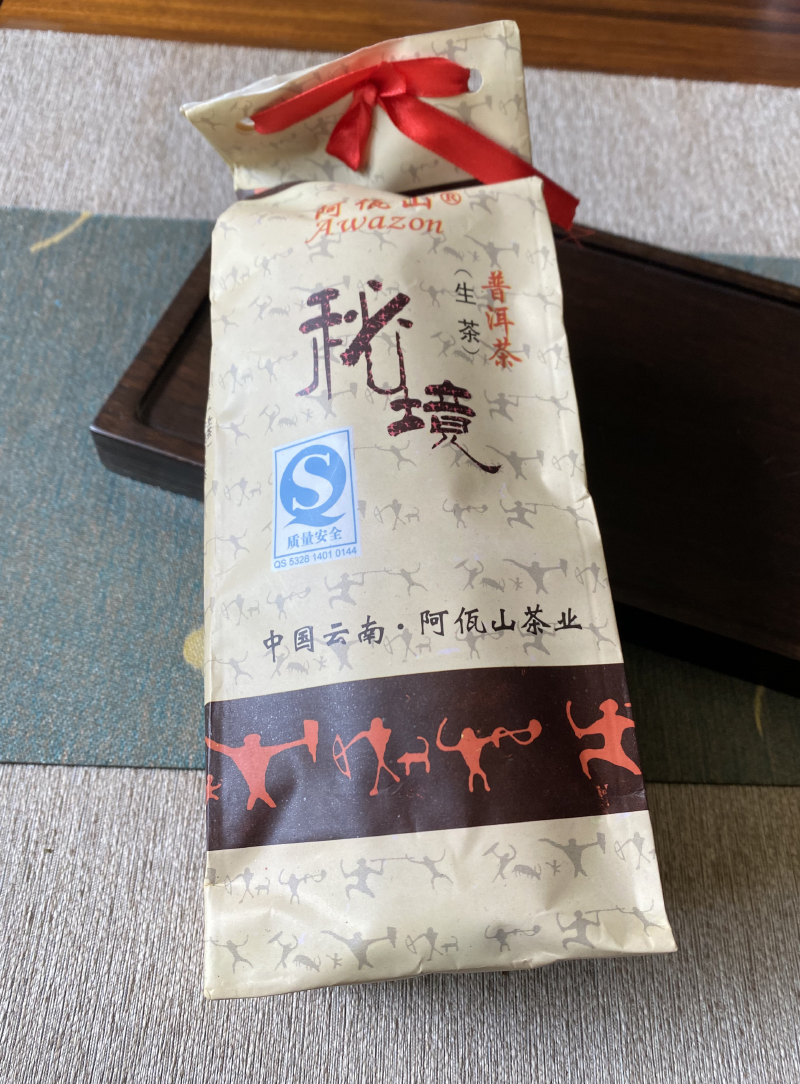 阿佤山®
Awazon
普洱茶
(生茶)
秘境
质量安全
QS 5328 1401 0144
中国云南·阿佤山茶业